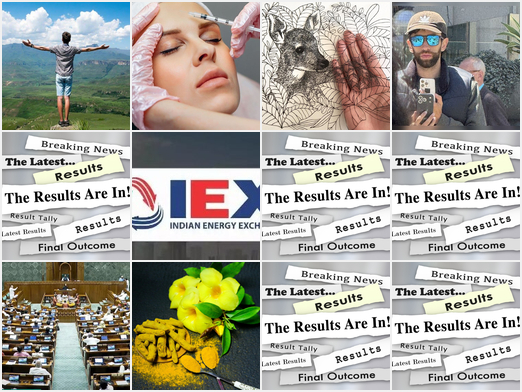 Breaking News
The Latest...
Results
The Results Are In!
Result Tally
Results
Latest Results
Final Outcome
IEX
INDIAN ENERGY EXCH
Breaking News
The Latest...
Results
The Results Are In!
Result Tally
Results
Latest Results
Final Outcome
Breaking News
The Latest...
Results
The Results Are In!
Result Tally
Results
Latest Results
Final Outcome
Breaking News
The Latest...
Results
The Results Are In!
Result Tally
Results
Latest Results
Final Outcome
Breaking News
The Latest...
Results
The Results Are In!
Result Tally
Results
Latest Results
Final Outcome